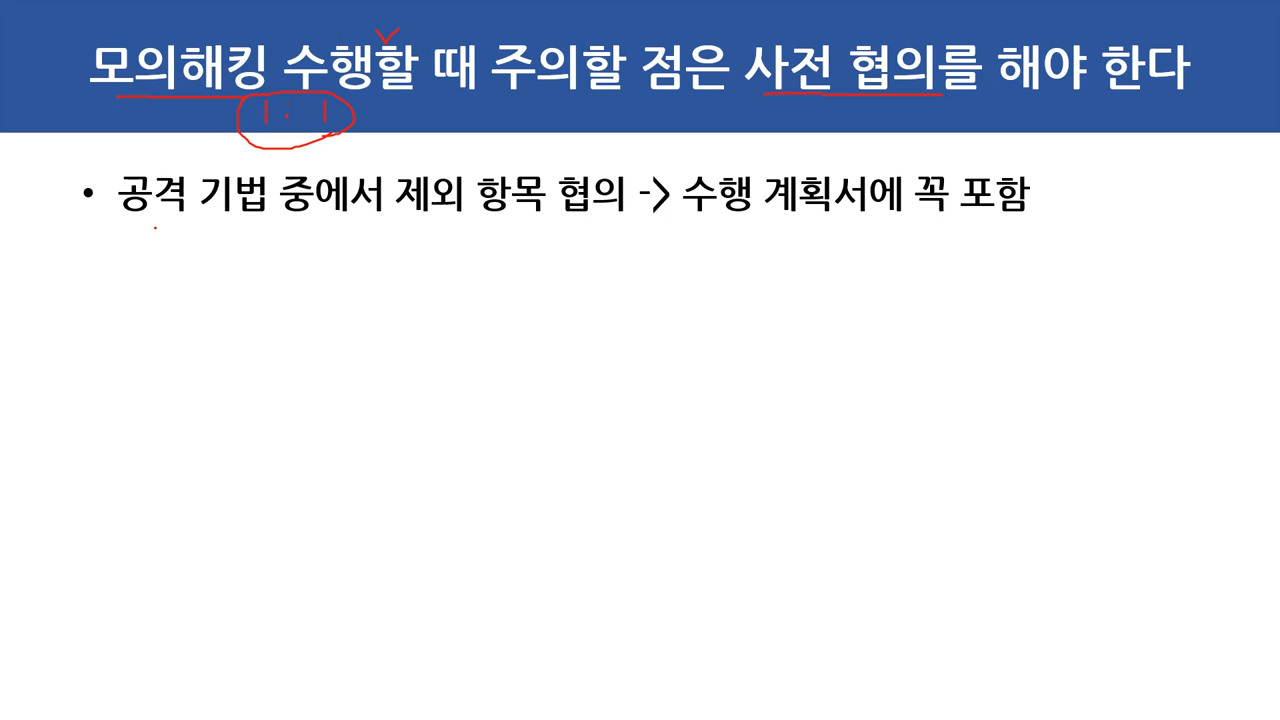 모의해킹 수행할 때 주의할 점은 사전 협의를 해야 한다
1:1
• 공격 기법 중에서 제외 항목 협의 -> 수행 계획서에 꼭 포함